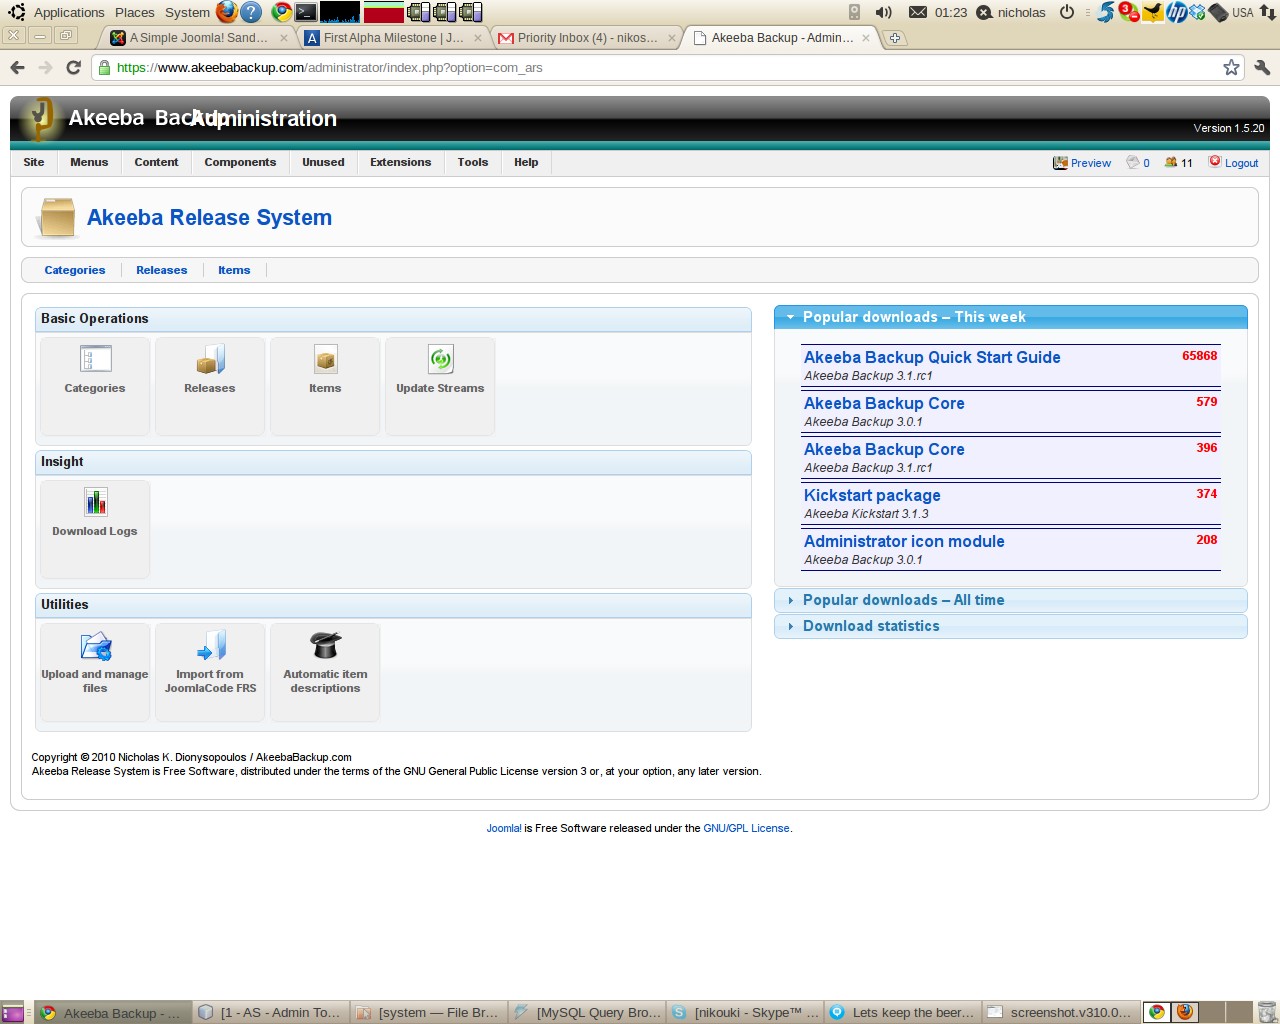 Applications Places System 01:23 nicholas 3 USA
A Simple Joomla! Sand... First Alpha Milestone | J... Priority Inbox (4) - nikos... Akeeba Backup - Admin...
https://www.akeebabackup.com/administrator/index.php?option=com_ars
Akeeba Backup Administration
Version 1.5.20
Site Menus Content Components Unused Extensions Tools Help Preview 0 11 Logout
Akeeba Release System
Categories Releases Items
Basic Operations
Categories Releases Items Update Streams
Insight
Download Logs
Utilities
Upload and manage files
Import from JoomlaCode FRS
Automatic item descriptions
Popular downloads – This week
Akeeba Backup Quick Start Guide 65868
Akeeba Backup 3.1.rc1
Akeeba Backup Core 579
Akeeba Backup 3.0.1
Akeeba Backup Core 396
Akeeba Backup 3.1.rc1
Kickstart package 374
Akeeba Kickstart 3.1.3
Administrator icon module 208
Akeeba Backup 3.0.1
Popular downloads – All time
Download statistics
Copyright © 2010 Nicholas K. Dionysopoulos / AkeebaBackup.com
Akeeba Release System is Free Software, distributed under the terms of the GNU General Public License version 3 or, at your option, any later version.
Joomla! is Free Software released under the GNU/GPL License.
Akeeba Backup - ... [1 - AS - Admin To... [system — File Br... [MySQL Query Bro... [nikouki - Skype™ ... Lets keep the beer... screenshot.v310.0...